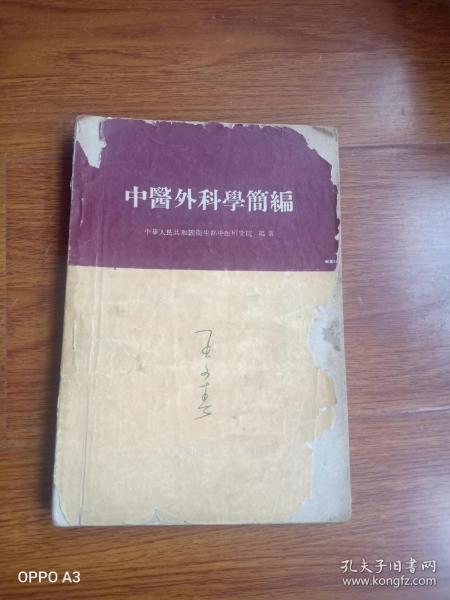 中醫外科學簡編
中華人民共和國衛生部中醫研究院 編著
OPPO A3
孔夫子旧书网
www.kongfz.com